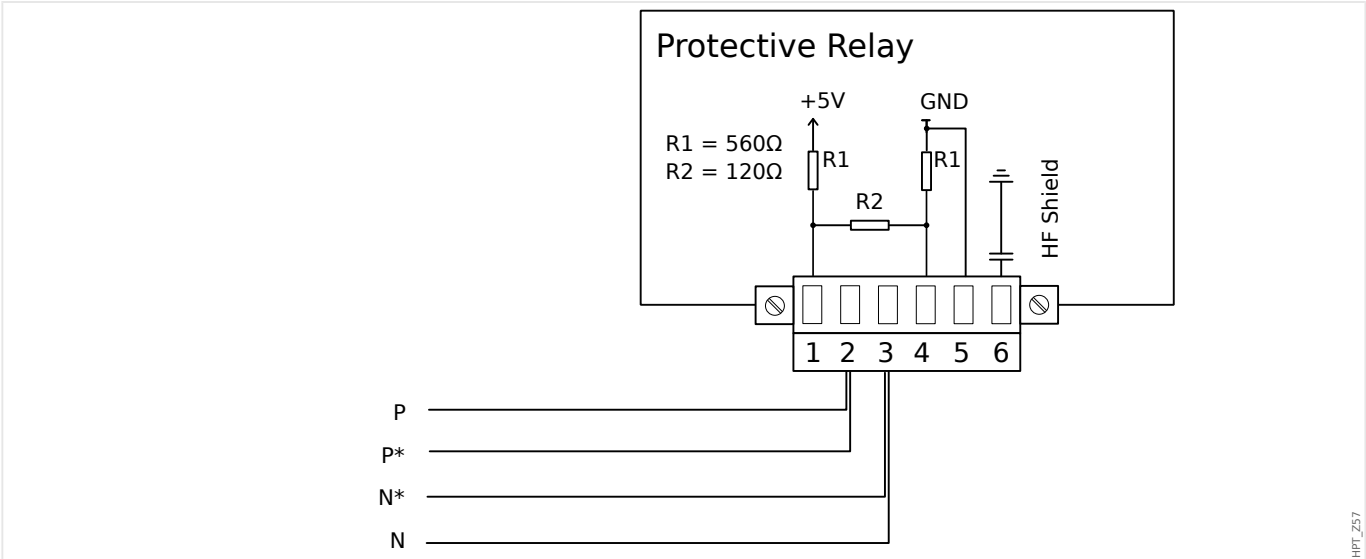 Protective Relay
+5V
GND
R1 = 560Ω
R2 = 120Ω
R1
R1
R2
HF Shield
1 2 3 4 5 6
P
P*
N*
N
HPT_Z57